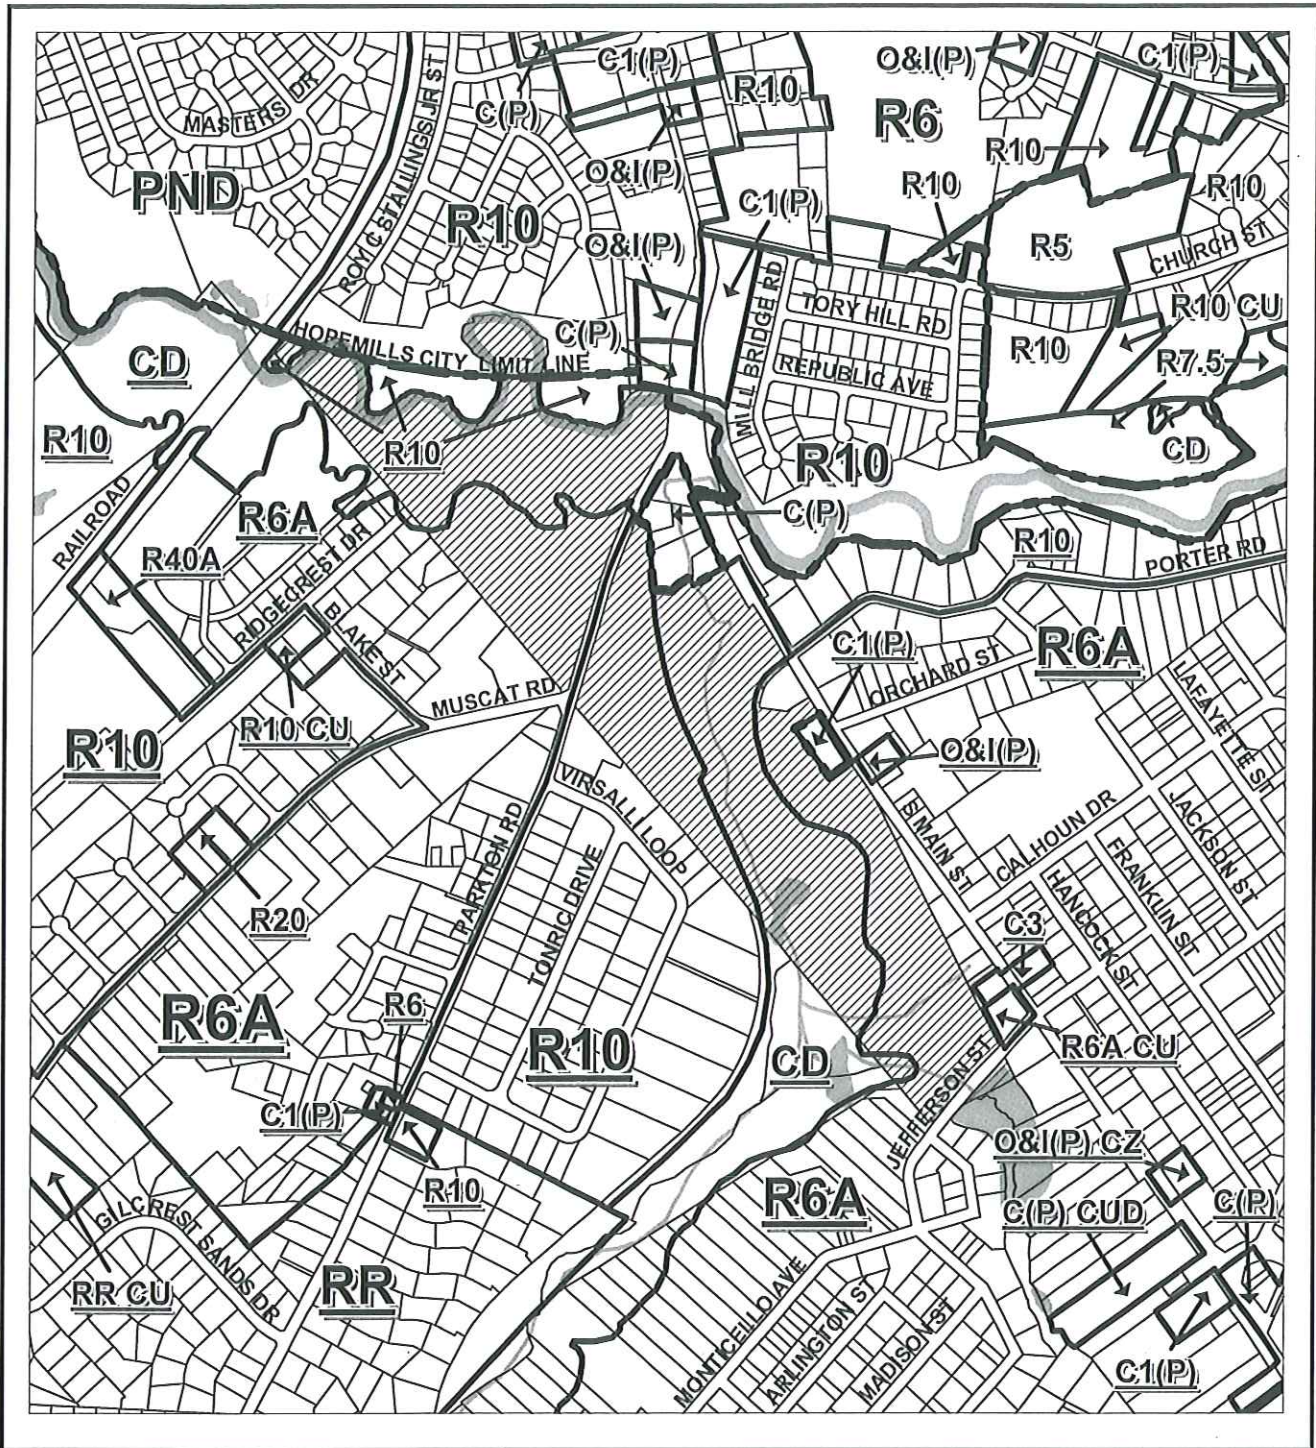 C1(P)
O&I(P)
C1(P)
MASTERS DR
ROY C STALLINGS JR ST
C(P)
R10
R6
O&I(P)
R10
R10
R10
PND
R10
C1(P)
O&I(P)
R5
CHURCH ST
HOPEMILLS CITY LIMIT LINE
C(P)
MILL BRIDGE RD
TORY HILL RD
R10 CU
CD
REPUBLIC AVE
R10
R7.5
R10
R10
R10
CD
RAILROAD
R6A
C(P)
R10
PORTER RD
R40A
RIDGECREST DR
BLAKE ST
C1(P)
ORCHARD ST
R6A
LAFAYETTE ST
MUSCAT RD
R10 CU
R10
O&I(P)
VIRSALLI LOOP
S MAIN ST
CALHOUN DR
JACKSON ST
PARKTON RD
TONRIC DRIVE
FRANKLIN ST
HANCOCK ST
R20
C3
R6A
R6
R10
CD
R6A CU
JEFFERSON ST
C1(P)
O&I(P) CZ
R10
R6A
C(P) CUD
C(P)
GILCREST SANDS DR
RR CU
RR
MONTICELLO AVE
ARLINGTON ST
MADISON ST
C1(P)